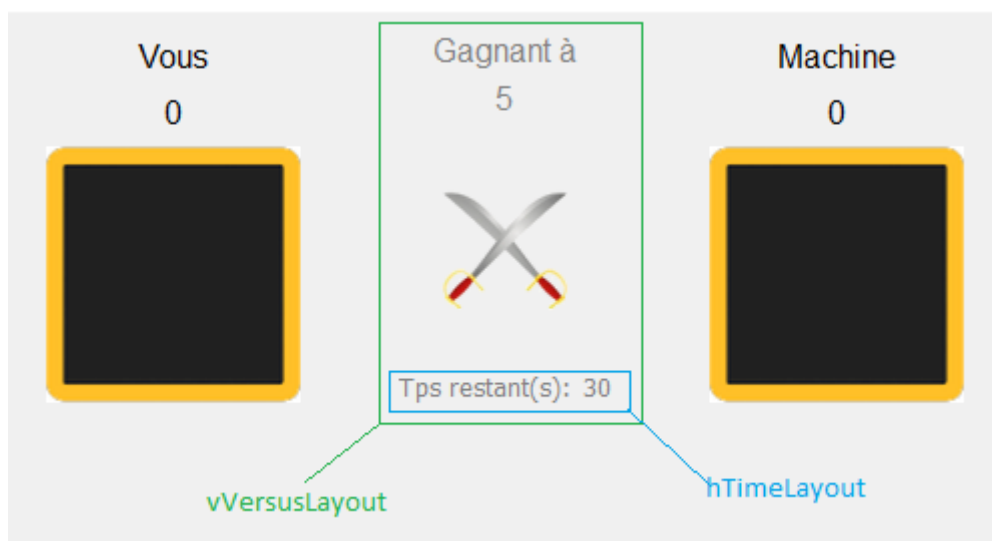 Vous
0
Gagnant à
5
Machine
0
Tps restant(s): 30
vVersusLayout
hTimeLayout